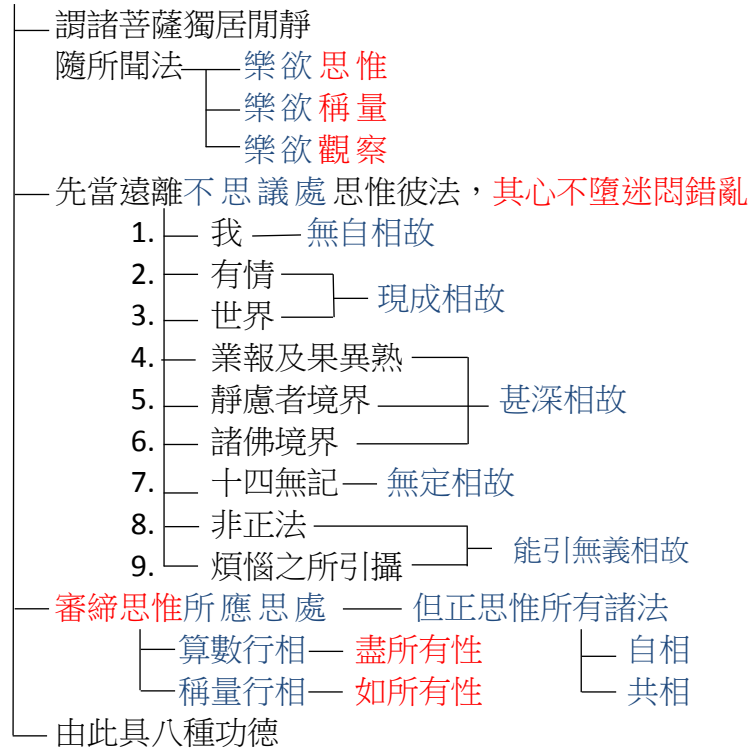 謂諸菩薩獨居閒靜
隨所聞法 樂欲思惟
樂欲稱量
樂欲觀察
先當遠離不思議處思惟彼法，其心不墮迷悶錯亂
1. 我 無自相故
2. 有情
現成相故
3. 世界
4. 業報及果異熟
5. 靜慮者境界 甚深相故
6. 諸佛境界
7. 十四無記 無定相故
8. 非正法
能引無義相故
9. 煩惱之所引攝
審締思惟所應思處 但正思惟所有諸法
算數行相 盡所有性 自相
稱量行相 如所有性 共相
由此具八種功德